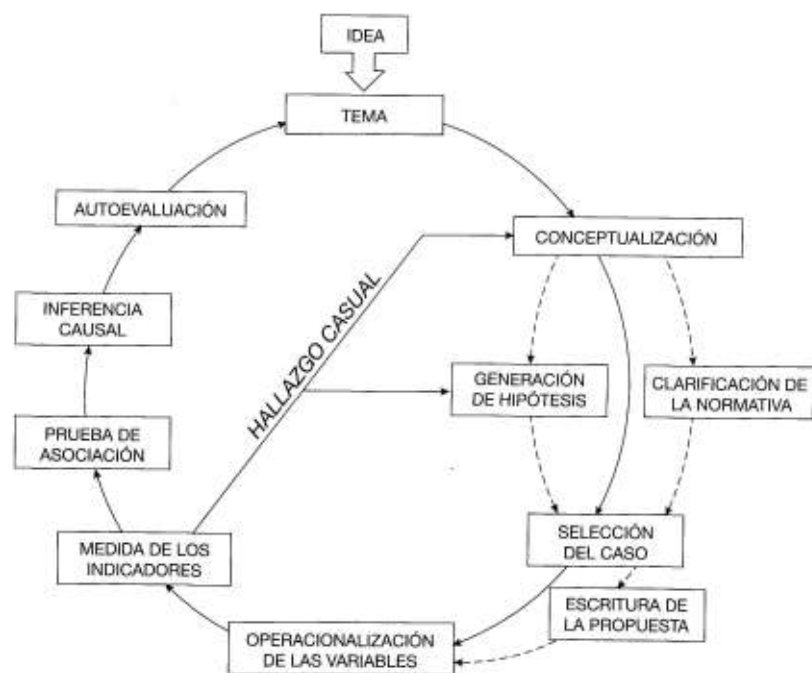 IDEA
TEMA
AUTOEVALUACIÓN
CONCEPTUALIZACIÓN
HALLAZGO CASUAL
INFERENCIA
CAUSAL
GENERACIÓN
DE HIPÓTESIS
CLARIFICACIÓN DE
LA NORMATIVA
PRUEBA DE
ASOCIACIÓN
MEDIDA DE LOS
INDICADORES
SELECCIÓN
DEL CASO
ESCRITURA DE
LA PROPUESTA
OPERACIONALIZACIÓN
DE LAS VARIABLES